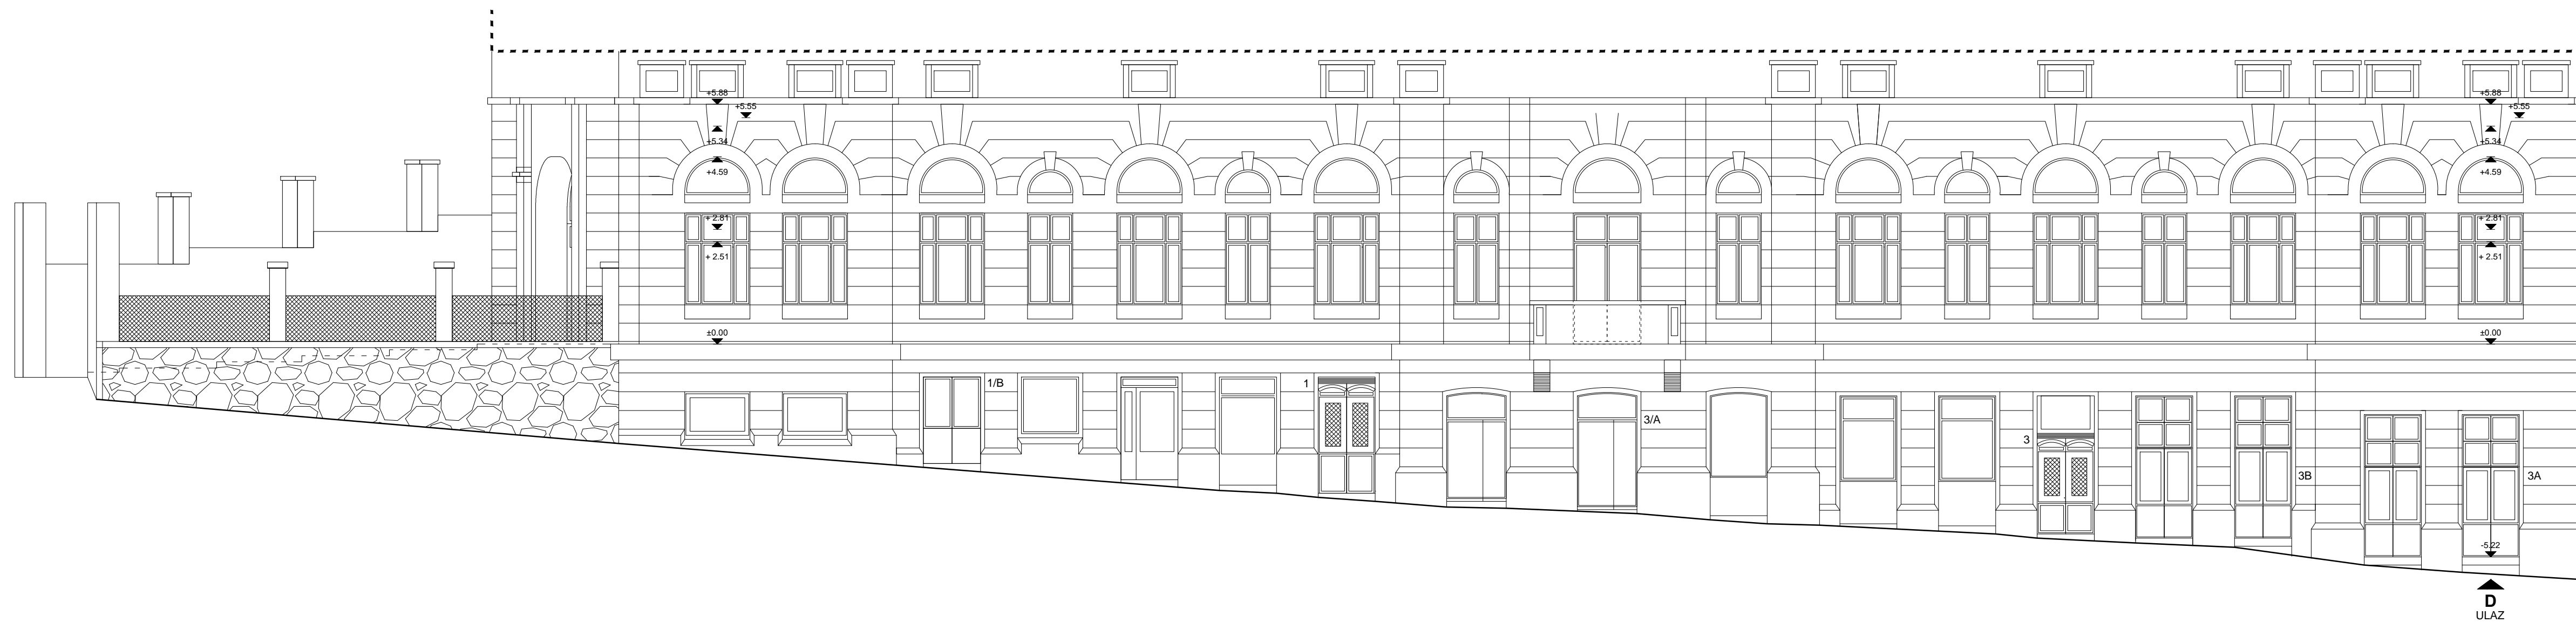 +5.88
+5.55
+5.34
+4.59
+ 2.81
+ 2.51
±0.00
1/B
1
3/A
3
3B
+5.88
+5.55
+5.34
+4.59
+ 2.81
+ 2.51
±0.00
3A
-5.22
D
ULAZ